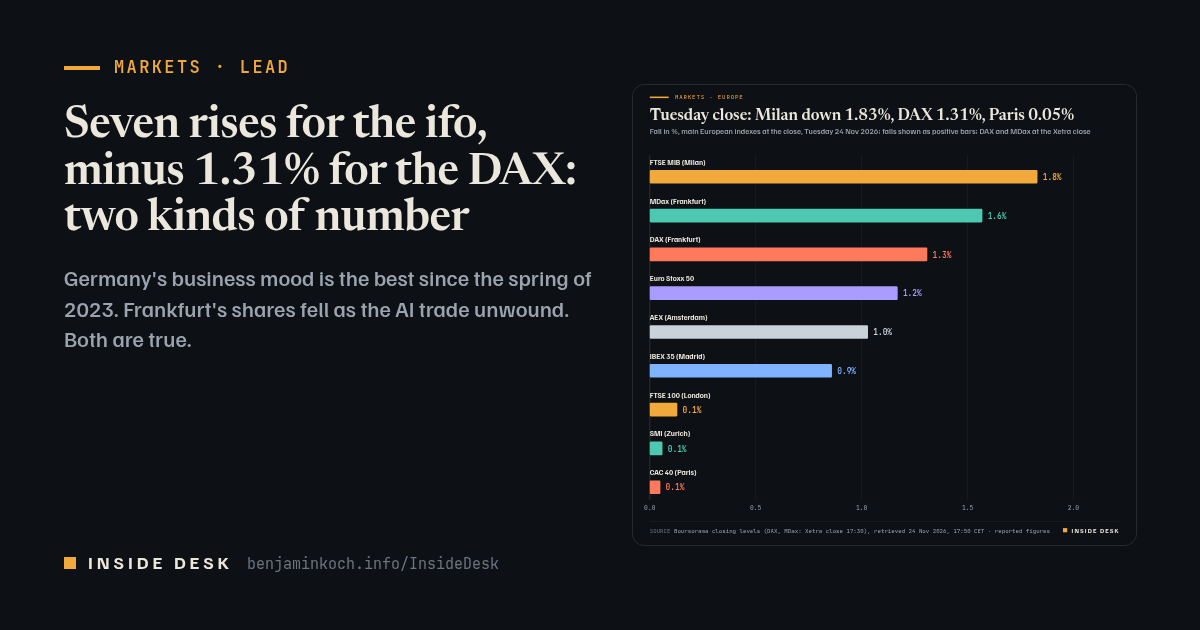 MARKETS · LEAD
Seven rises for the ifo,
minus 1.31% for the DAX:
two kinds of number
Germany's business mood is the best since the spring of
2023. Frankfurt's shares fell as the AI trade unwound.
Both are true.
INSIDE DESK benjaminkoch.info/InsideDesk
MARKETS · EUROPE
Tuesday close: Milan down 1.83%, DAX 1.31%, Paris 0.05%
Fall in %, main European indexes at the close, Tuesday 24 Nov 2026; falls shown as positive bars; DAX and MDax at the Xetra close
FTSE MIB (Milan)
1.8%
MDax (Frankfurt)
1.6%
DAX (Frankfurt)
1.3%
Euro Stoxx 50
1.2%
AEX (Amsterdam)
1.0%
IBEX 35 (Madrid)
0.9%
FTSE 100 (London)
0.1%
SMI (Zurich)
0.1%
CAC 40 (Paris)
0.1%
0.0 0.5 1.0 1.5 2.0
SOURCE Boursorama closing levels (DAX, MDax: Xetra close 17:30), retrieved 24 Nov 2026, 17:50 CET · reported figures
INSIDE DESK